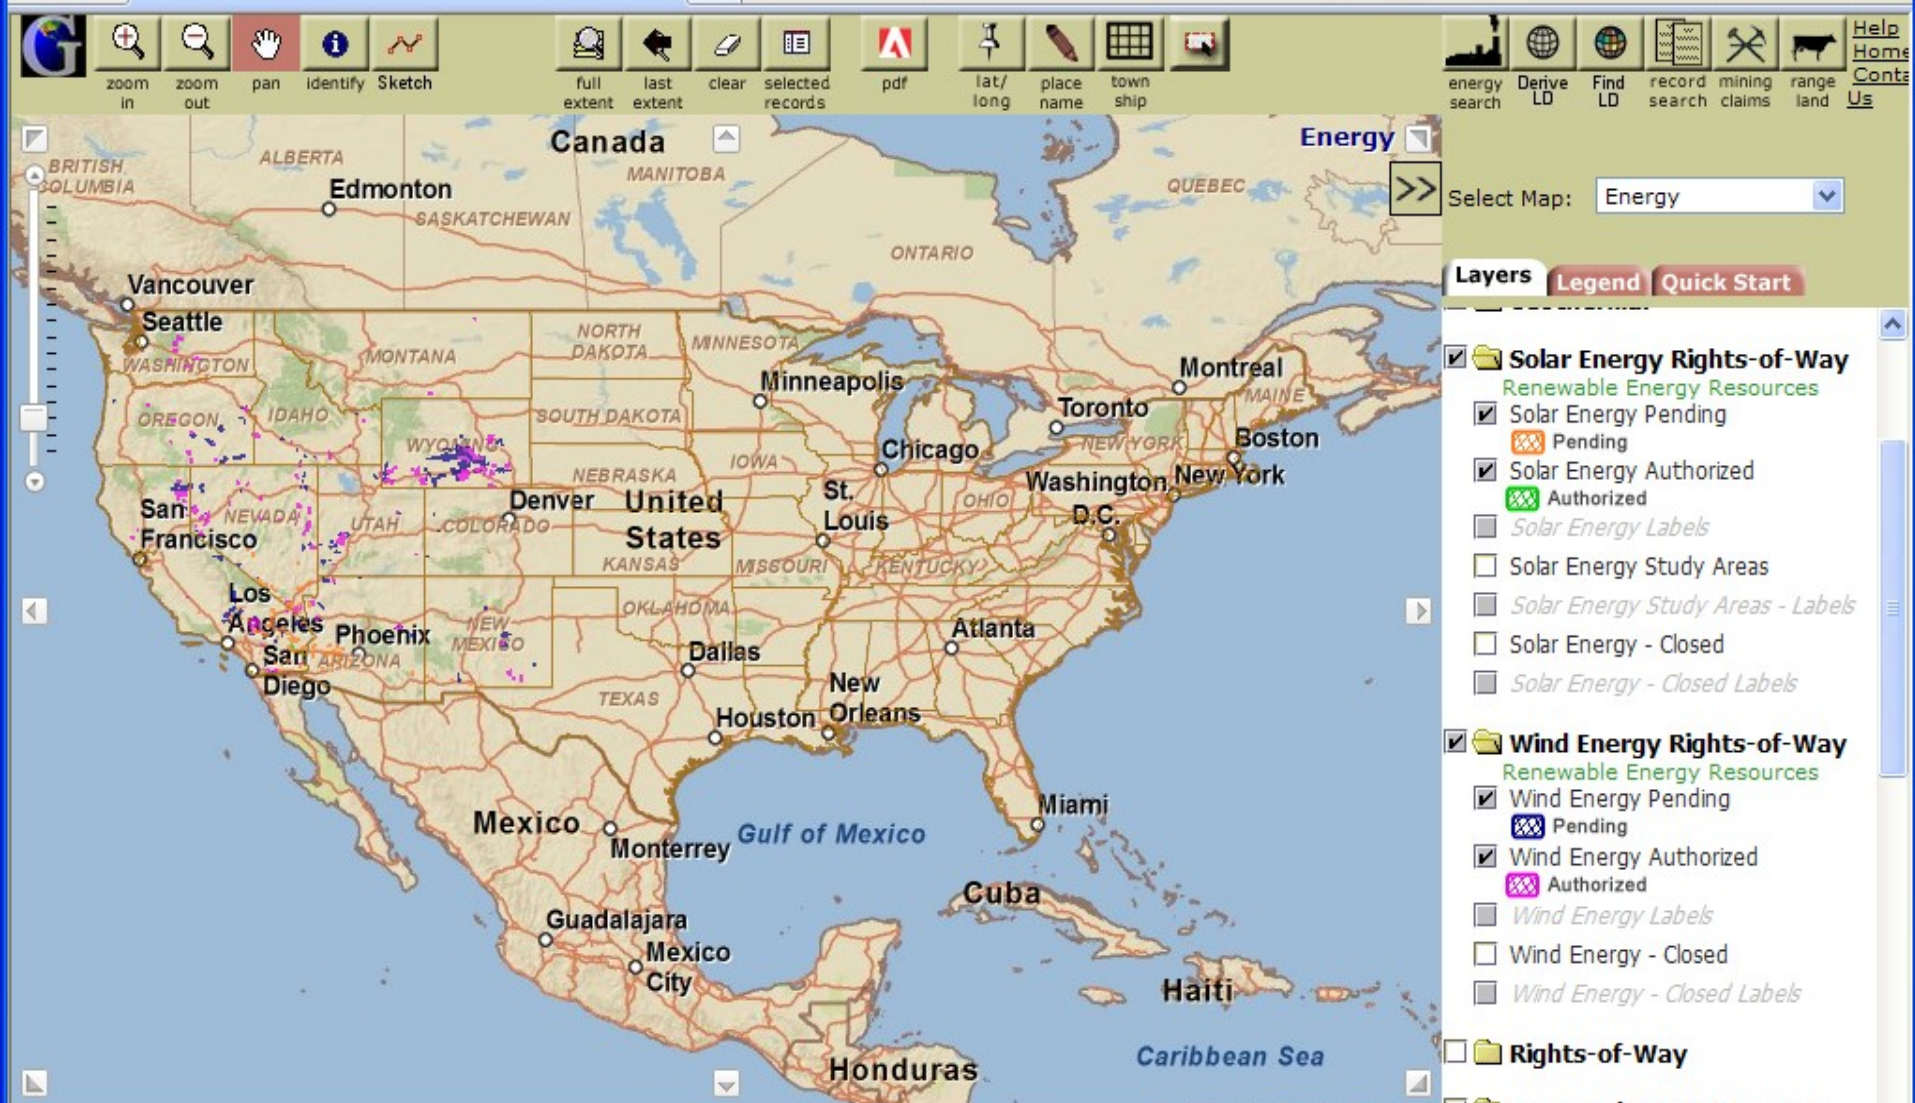 zoom
in
zoom
out
pan
identify
Sketch
full
extent
last
extent
clear
selected
records
pdf
lat/
long
place
name
town
ship
energy
search
Derive
LD
Find
LD
record
search
mining
claims
range
land
Help
Home
Us
Energy
Canada
BRITISH
COLUMBIA
ALBERTA
MANITOBA
QUEBEC
Edmonton
SASKATCHEWAN
ONTARIO
Vancouver
Seattle
WASHINGTON
MONTANA
NORTH
DAKOTA
MINNESOTA
Minneapolis
Montreal
MAINE
Toronto
OREGON
IDAHO
SOUTH DAKOTA
WYOMING
NEW YORK
Boston
Chicago
IOWA
NEBRASKA
Washington
D.C.
New York
OHIO
San
Francisco
NEVADA
UTAH
Denver
COLORADO
United
States
St.
Louis
KANSAS
MISSOURI
KENTUCKY
Los
Angeles
OKLAHOMA
Phoenix
NEW
MEXICO
Atlanta
San
Diego
ARIZONA
Dallas
TEXAS
New
Orleans
Houston
Miami
Mexico
Monterrey
Gulf of Mexico
Cuba
Guadalajara
Mexico
City
Haiti
Caribbean Sea
Honduras
>>
Select Map: Energy
Layers Legend Quick Start
Solar Energy Rights-of-Way
Renewable Energy Resources
Solar Energy Pending
Pending
Solar Energy Authorized
Authorized
Solar Energy Labels
Solar Energy Study Areas
Solar Energy Study Areas - Labels
Solar Energy - Closed
Solar Energy - Closed Labels
Wind Energy Rights-of-Way
Renewable Energy Resources
Wind Energy Pending
Pending
Wind Energy Authorized
Authorized
Wind Energy Labels
Wind Energy - Closed
Wind Energy - Closed Labels
Rights-of-Way